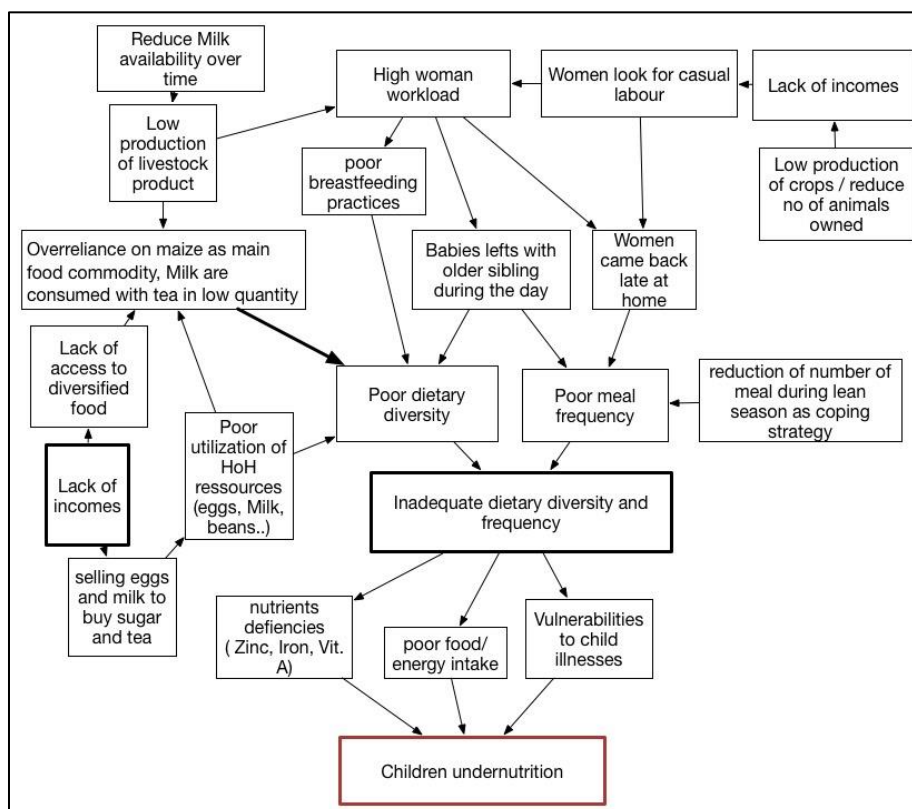 Reduce Milk
availability over
time
High woman
workload
Women look for casual
labour
Lack of incomes
Low
production
of livestock
product
poor
breastfeeding
practices
Low production
of crops / reduce
no of animals
owned
Overreliance on maize as main
food commodity, Milk are
consumed with tea in low quantity
Babies lefts with
older sibling
during the day
Women
came back
late at
home
Lack of
access to
diversified
food
Poor dietary
diversity
Poor meal
frequency
reduction of number of
meal during lean
season as coping
strategy
Poor
utilization of
HoH
ressources
(eggs, Milk,
beans..)
Lack of
incomes
Inadequate dietary diversity and
frequency
selling eggs
and milk to
buy sugar
and tea
nutrients
defiencies
( Zinc, Iron, Vit.
A)
poor food/
energy intake
Vulnerabilities
to child
illnesses
Children undernutrition